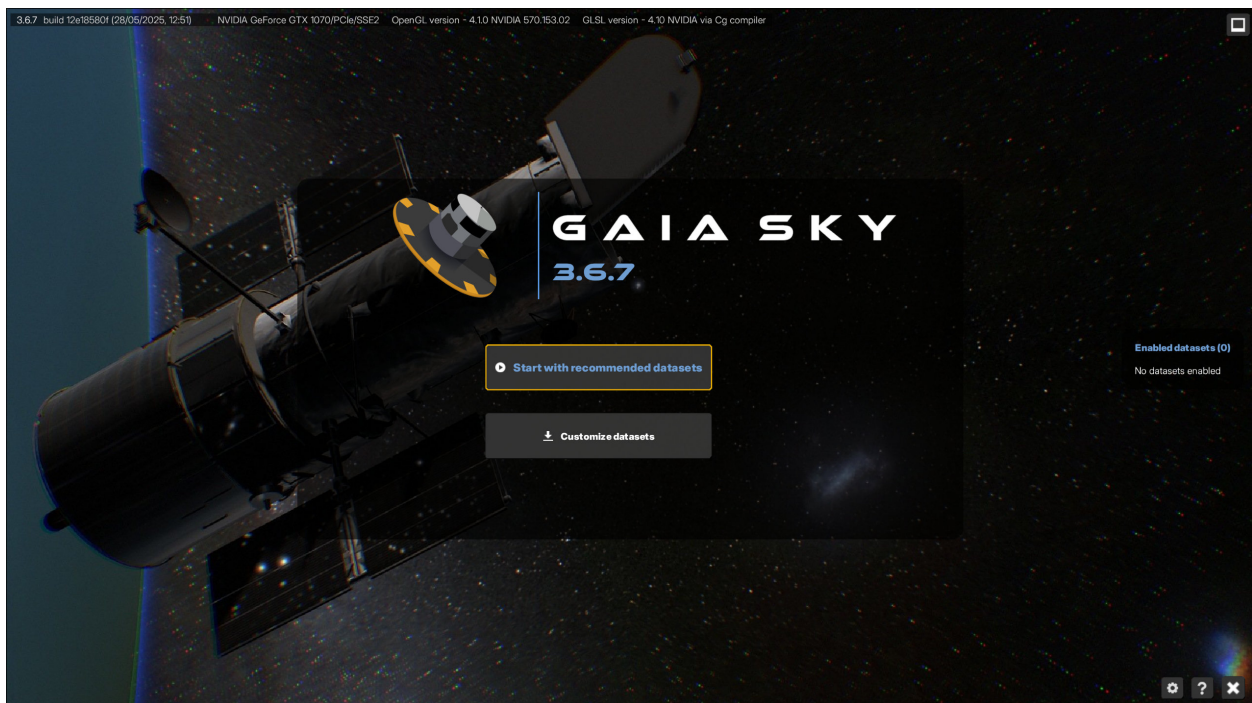 3.6.7 build 12e18580f (28/05/2025, 12:51) NVIDIA GeForce GTX 1070/PCIe/SSE2 OpenGL version - 4.1.0 NVIDIA 570.153.02 GLSL version - 4.10 NVIDIA via Cg compiler
GAIA SKY
3.6.7
Start with recommended datasets
Customize datasets
Enabled datasets (0)
No datasets enabled
?